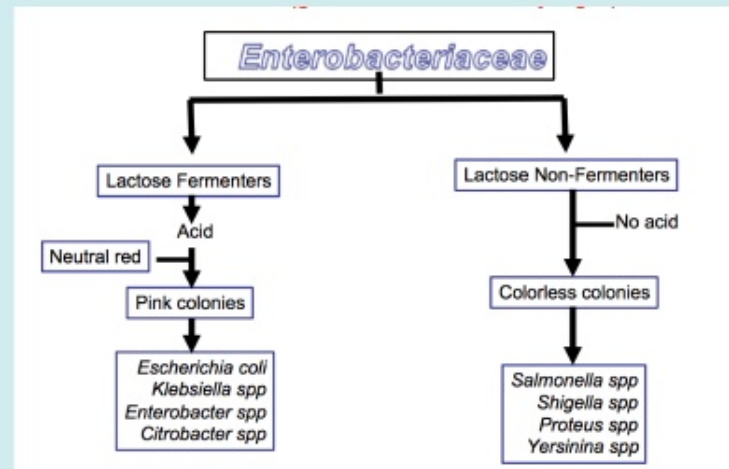 Enterobacteriaceae
Lactose Fermenters
Lactose Non-Fermenters
Acid
No acid
Neutral red
Pink colonies
Colorless colonies
Escherichia coli
Klebsiella spp
Enterobacter spp
Citrobacter spp
Salmonella spp
Shigella spp
Proteus spp
Yersinina spp